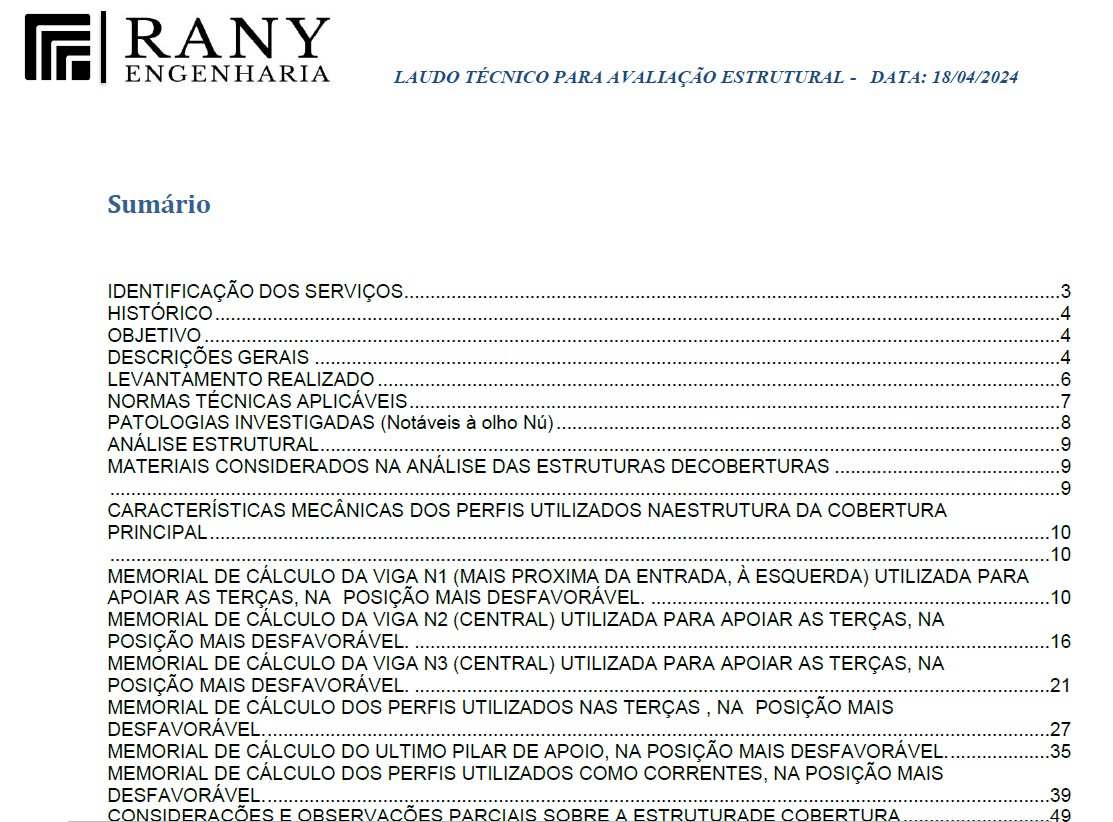 RANY
ENGENHARIA
LAUDO TÉCNICO PARA AVALIAÇÃO ESTRUTURAL - DATA: 18/04/2024
Sumário
IDENTIFICAÇÃO DOS SERVIÇOS....................3
HISTÓRICO....................4
OBJETIVO....................4
DESCRIÇÕES GERAIS....................4
LEVANTAMENTO REALIZADO....................6
NORMAS TÉCNICAS APLICÁVEIS....................7
PATOLOGIAS INVESTIGADAS (Notáveis à olho Nú)....................8
ANÁLISE ESTRUTURAL....................9
MATERIAIS CONSIDERADOS NA ANÁLISE DAS ESTRUTURAS DECOBERTURAS....................9
....................9
CARACTERÍSTICAS MECÂNICAS DOS PERFIS UTILIZADOS NAESTRUTURA DA COBERTURA
PRINCIPAL....................10
....................10
MEMORIAL DE CÁLCULO DA VIGA N1 (MAIS PROXIMA DA ENTRADA, À ESQUERDA) UTILIZADA PARA
APOIAR AS TERÇAS, NA POSIÇÃO MAIS DESFAVORÁVEL. ....................10
MEMORIAL DE CÁLCULO DA VIGA N2 (CENTRAL) UTILIZADA PARA APOIAR AS TERÇAS, NA
POSIÇÃO MAIS DESFAVORÁVEL. ....................16
MEMORIAL DE CÁLCULO DA VIGA N3 (CENTRAL) UTILIZADA PARA APOIAR AS TERÇAS, NA
POSIÇÃO MAIS DESFAVORÁVEL. ....................21
MEMORIAL DE CÁLCULO DOS PERFIS UTILIZADOS NAS TERÇAS , NA POSIÇÃO MAIS
DESFAVORÁVEL....................27
MEMORIAL DE CÁLCULO DO ULTIMO PILAR DE APOIO, NA POSIÇÃO MAIS DESFAVORÁVEL....................35
MEMORIAL DE CÁLCULO DOS PERFIS UTILIZADOS COMO CORRENTES, NA POSIÇÃO MAIS
DESFAVORÁVEL....................39
CONSIDERAÇÕES E OBSERVAÇÕES PARCIAIS SOBRE A ESTRUTURADE COBERTURA....................49